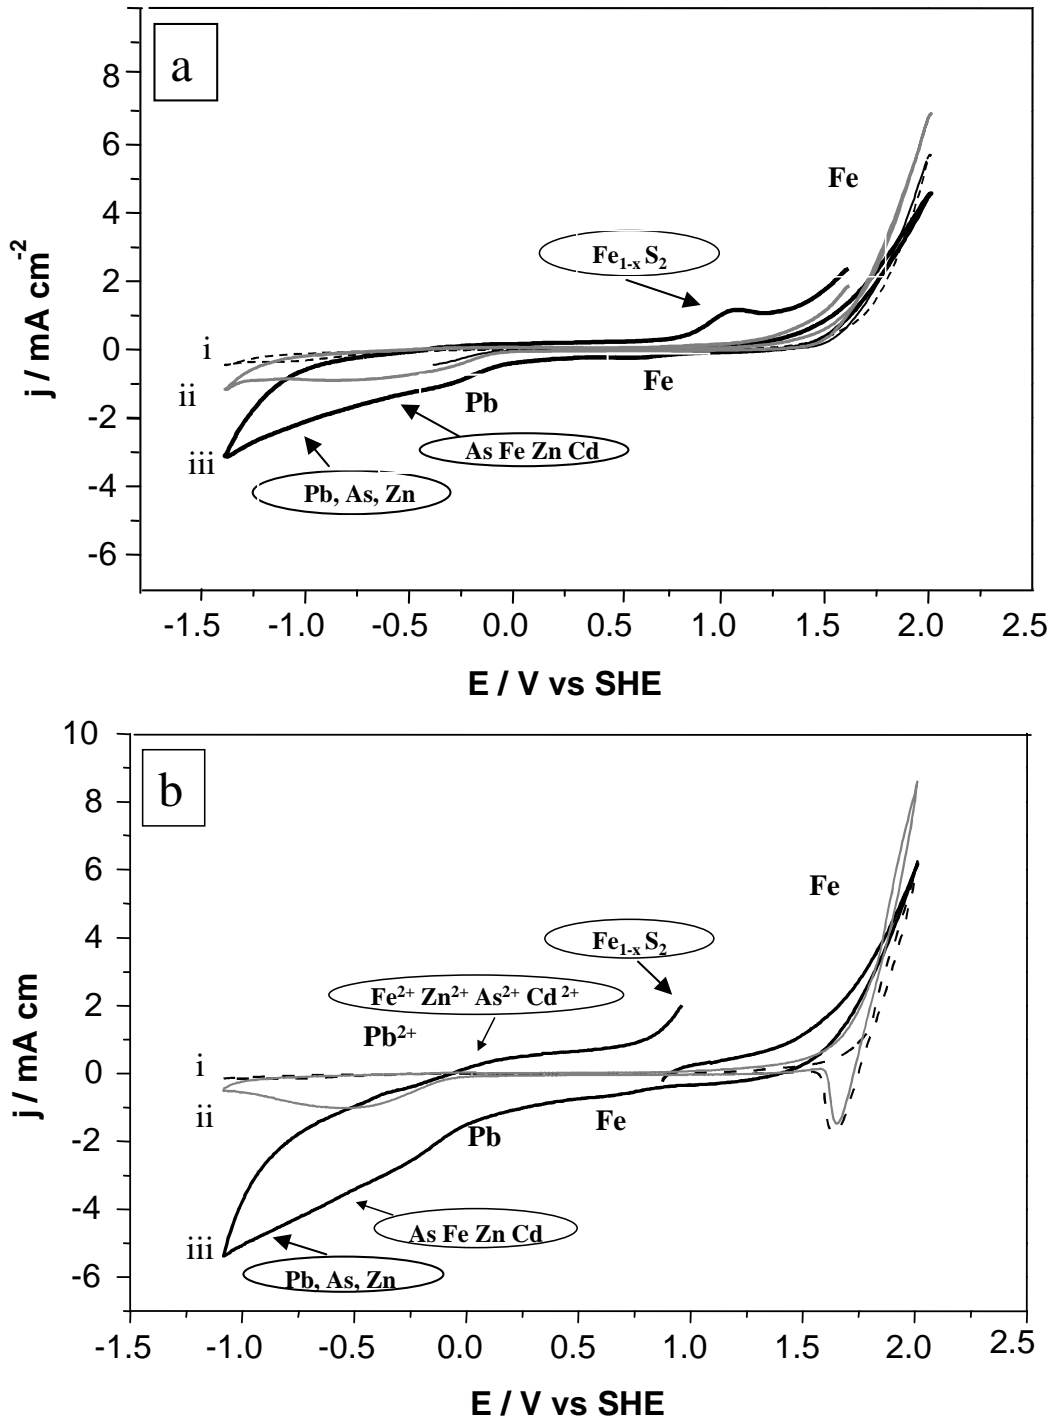 a
8
6
4
2
0
-2
-4
-6
j / mA cm-2
Fe
Fe1-x S2
i
ii
iii
Fe
Pb
As Fe Zn Cd
Pb, As, Zn
-1.5 -1.0 -0.5 0.0 0.5 1.0 1.5 2.0 2.5
E / V vs SHE
b
10
8
6
4
2
0
-2
-4
-6
j / mA cm
Fe
Fe1-x S2
Fe2+ Zn2+ As2+ Cd 2+
Pb2+
i
ii
iii
Pb
Fe
As Fe Zn Cd
Pb, As, Zn
-1.5 -1.0 -0.5 0.0 0.5 1.0 1.5 2.0 2.5
E / V vs SHE